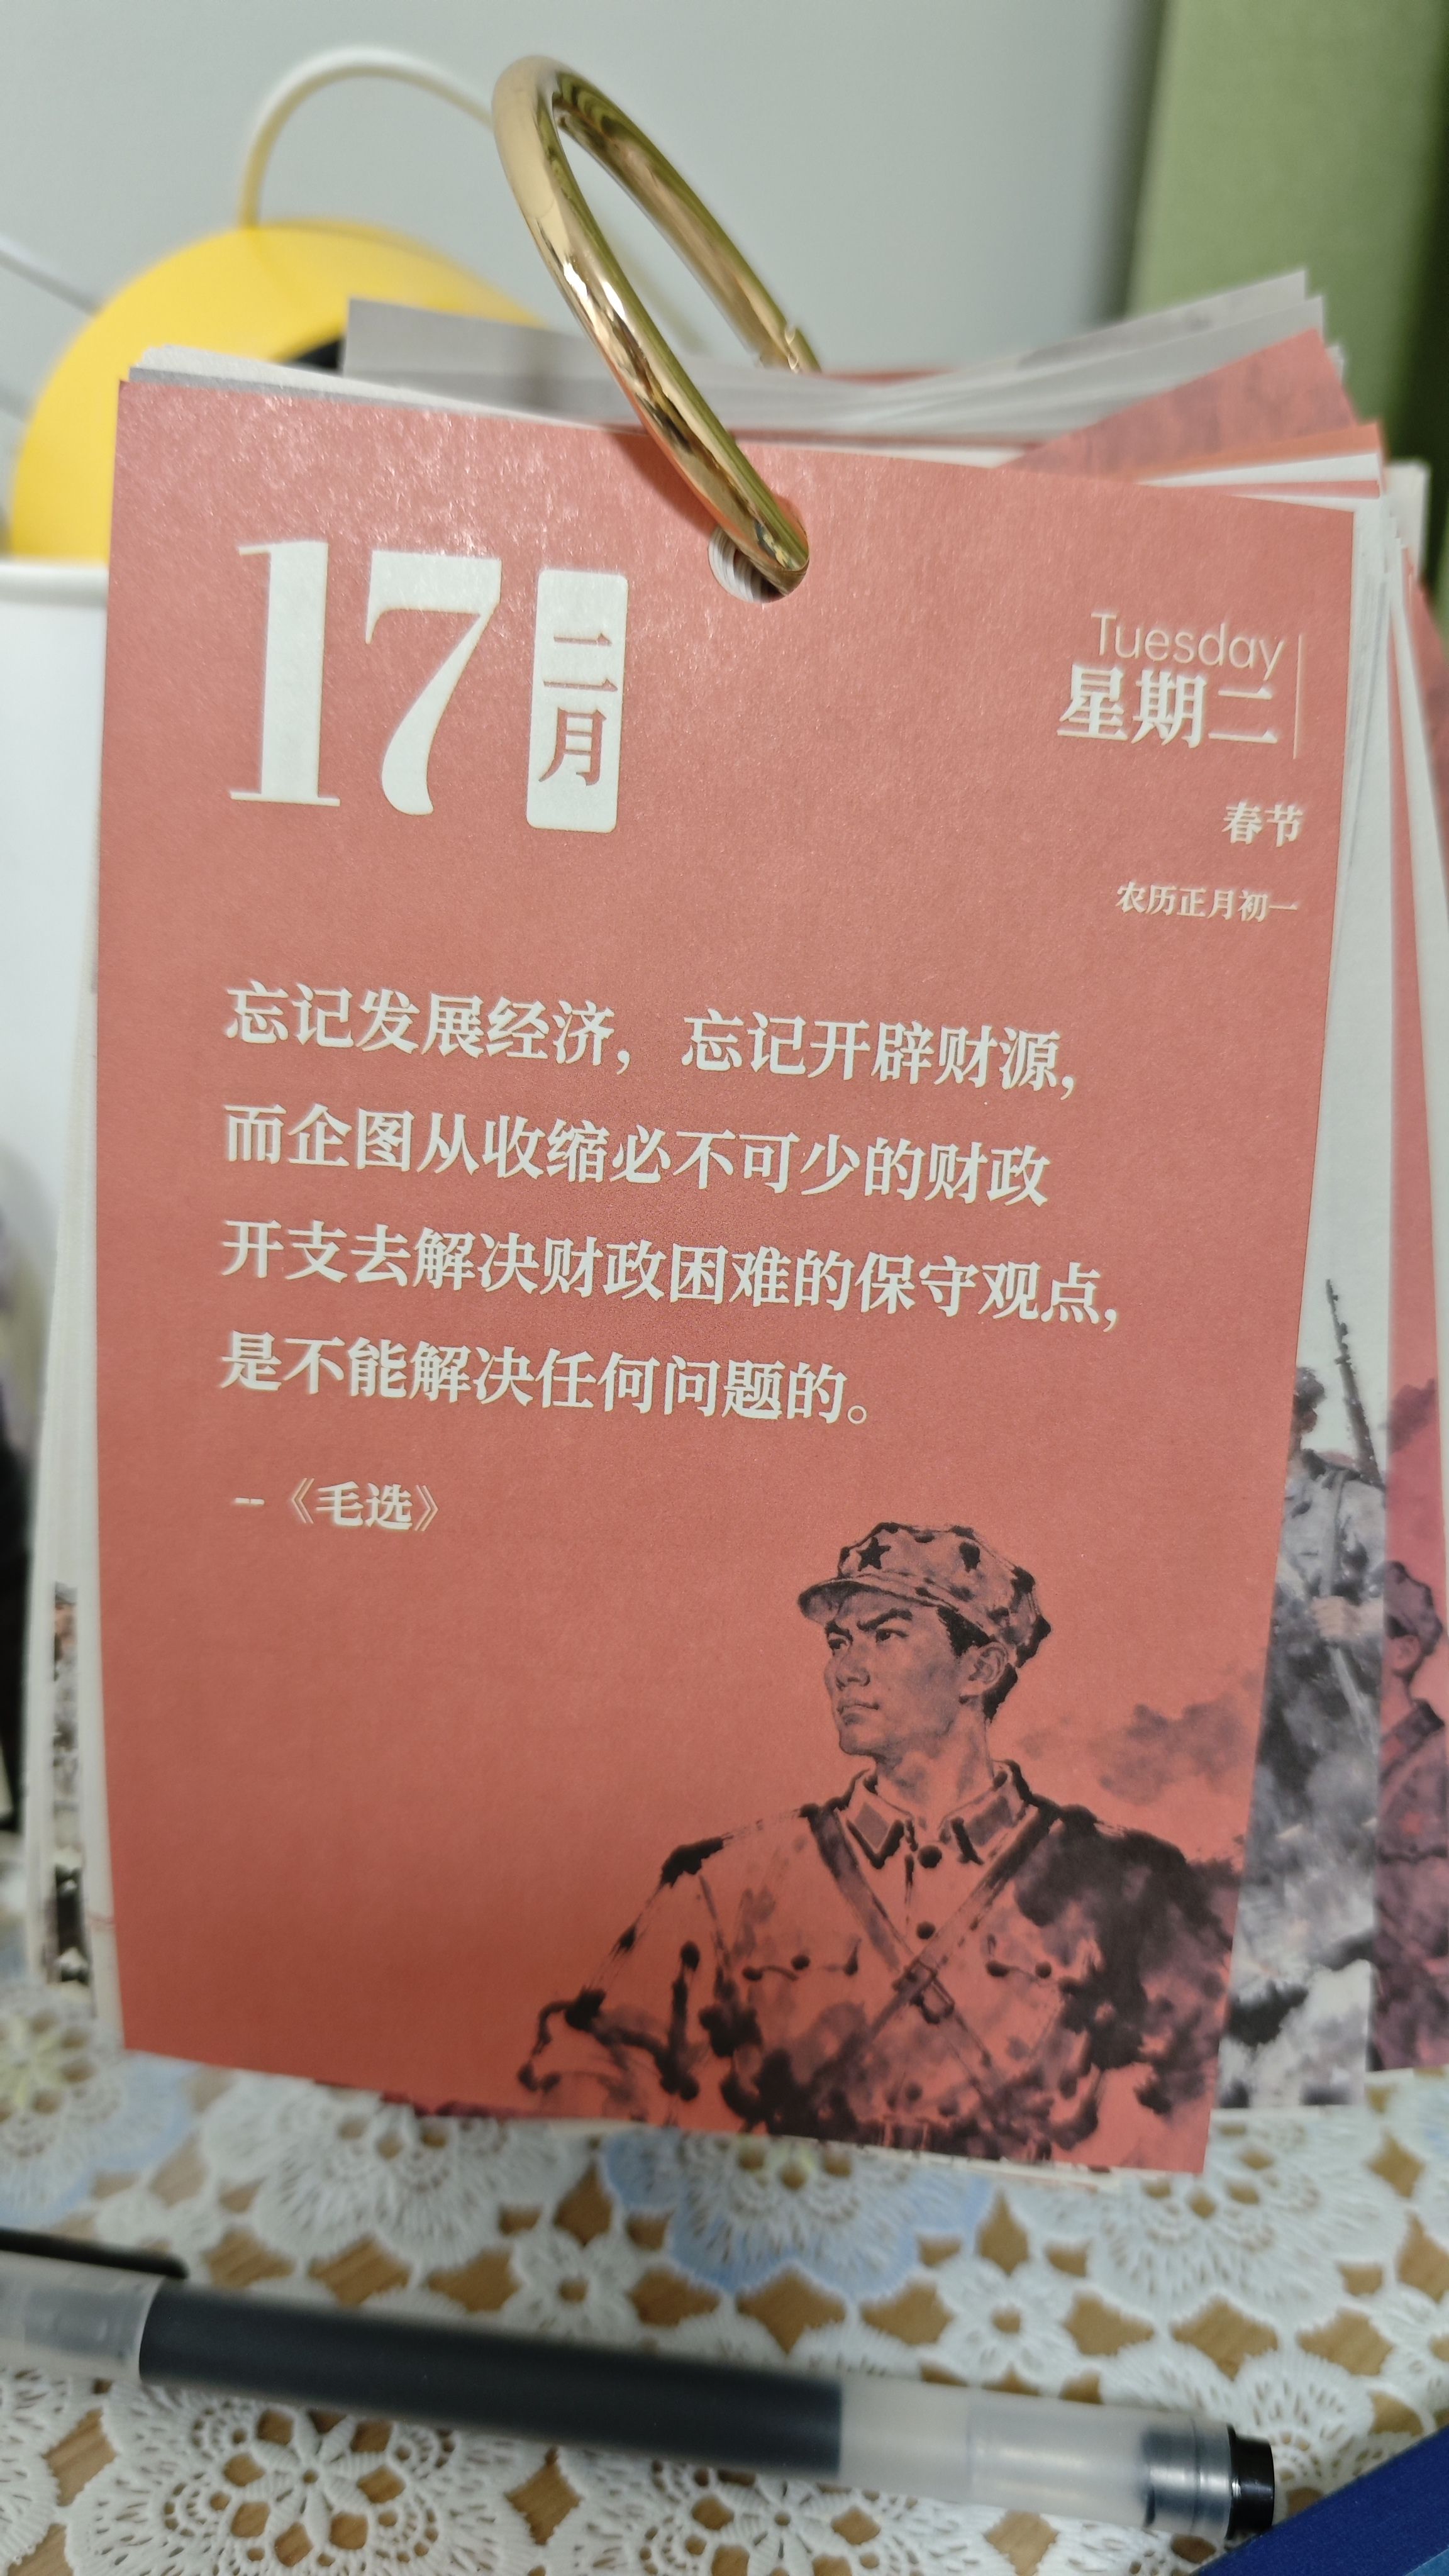 17
二月
Tuesday
星期二
春节
农历正月初一
忘记发展经济，忘记开辟财源，
而企图从收缩必不可少的财政
开支去解决财政困难的保守观点，
是不能解决任何问题的。
--《毛选》